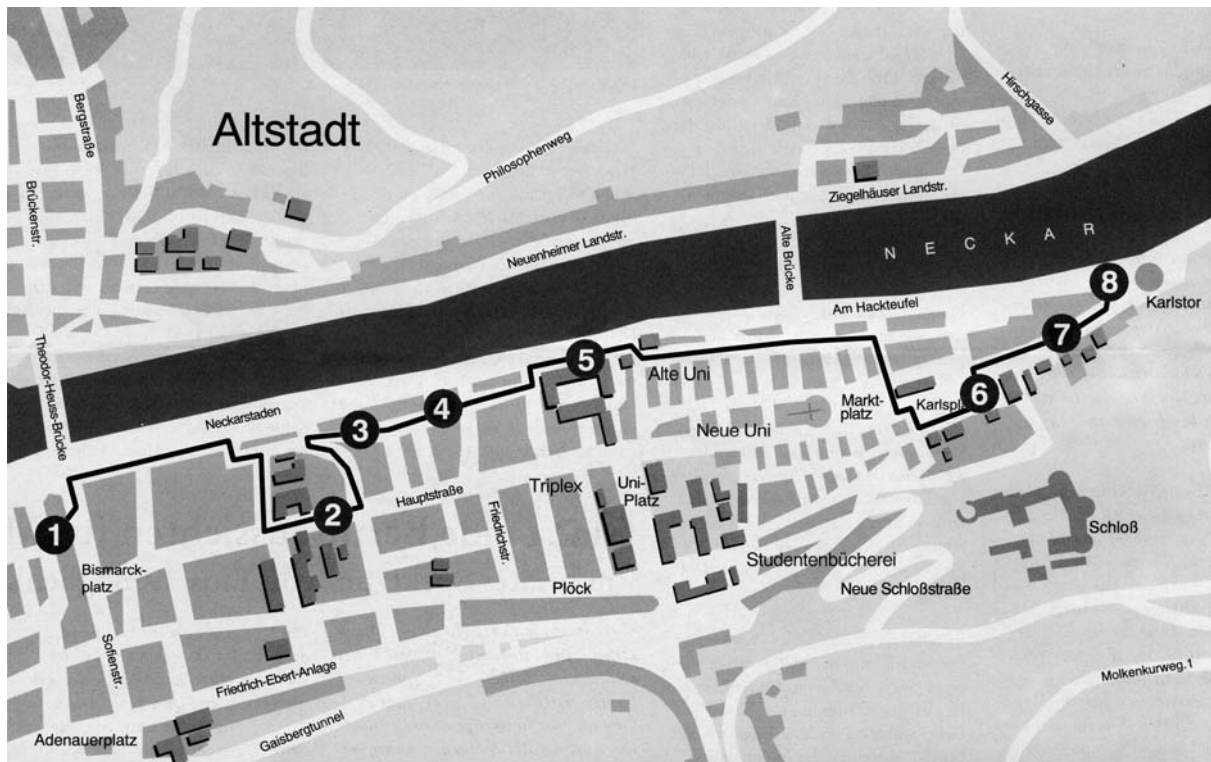 Altstadt
Bergstraße
Brückenstr.
Theodor-Heuss-Brücke
Philosophenweg
Neuenheimer Landstr.
Hirschgasse
Ziegelhäuser Landstr.
Alte Brücke
NECKAR
Am Hackteufel
Karlstor
8
7
6
5
4
3
2
1
Neckarstaden
Alte Uni
Markt-
platz
Karlspl
Neue Uni
Hauptstraße
Triplex
Uni-
Platz
Friedrichstr.
Bismarck-
platz
Sofienstr.
Plöck
Studentenbücherei
Neue Schloßstraße
Schloß
Friedrich-Ebert-Anlage
Gaisbergtunnel
Adenauerplatz
Molkenkurweg.1